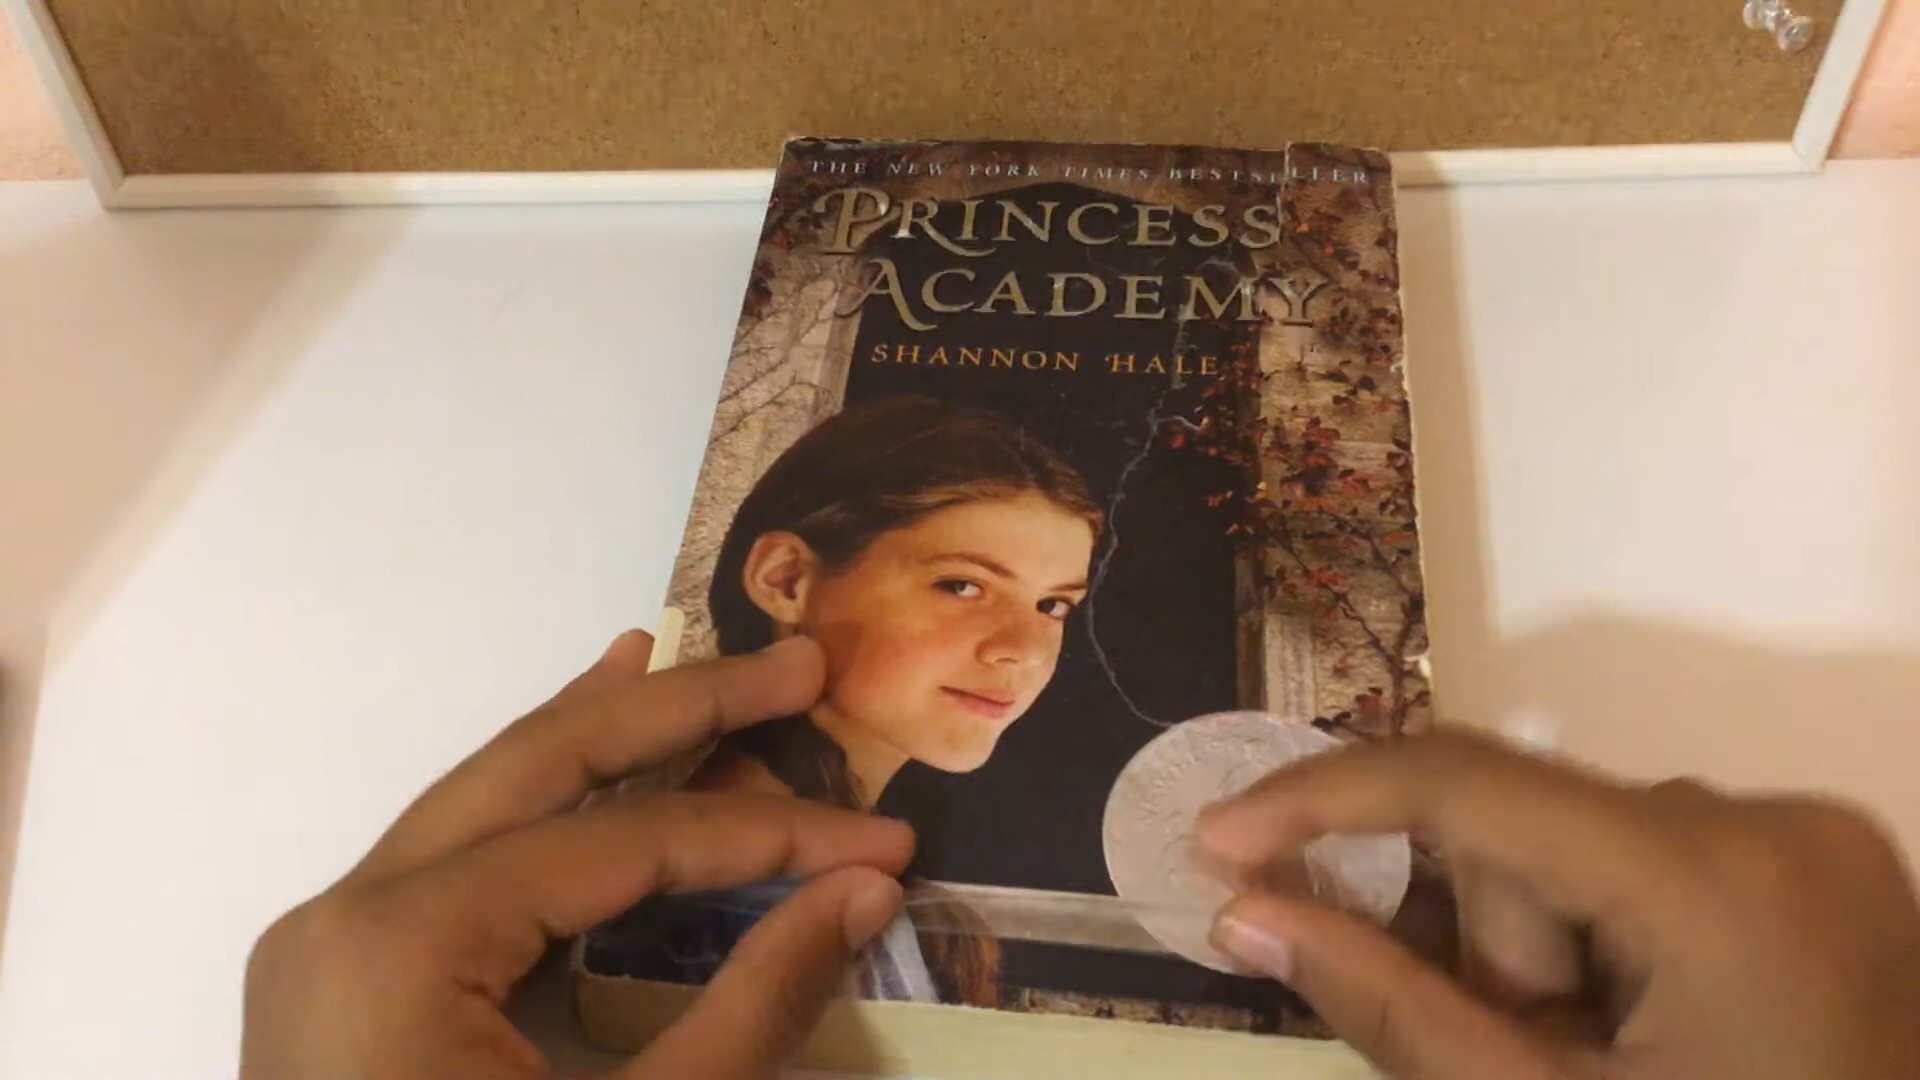 THE NEW YORK TIMES BESTSELLER
PRINCESS
ACADEMY
SHANNON HALE